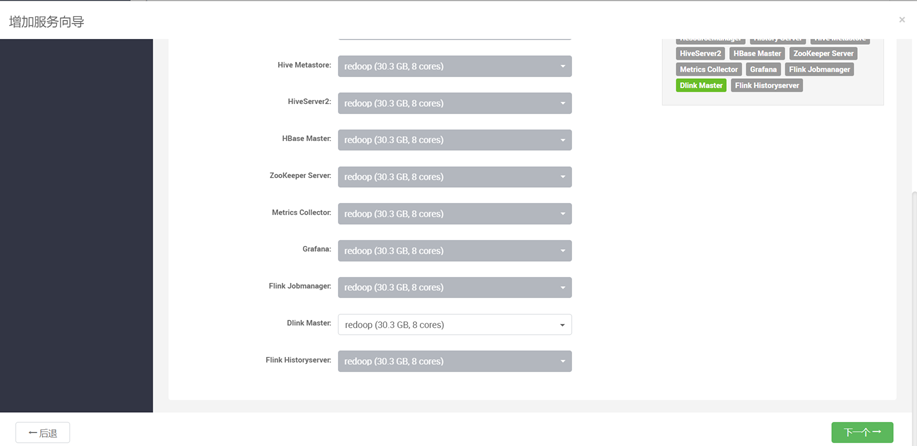 增加服务向导
×
Hive Metastore: redoop (30.3 GB, 8 cores)
HiveServer2: redoop (30.3 GB, 8 cores)
HBase Master: redoop (30.3 GB, 8 cores)
ZooKeeper Server: redoop (30.3 GB, 8 cores)
Metrics Collector: redoop (30.3 GB, 8 cores)
Grafana: redoop (30.3 GB, 8 cores)
Flink Jobmanager: redoop (30.3 GB, 8 cores)
Dlink Master: redoop (30.3 GB, 8 cores)
Flink Historyserver: redoop (30.3 GB, 8 cores)
HiveServer2 HBase Master ZooKeeper Server
Metrics Collector Grafana Flink Jobmanager
Dlink Master Flink Historyserver
← 后退
下一个 →